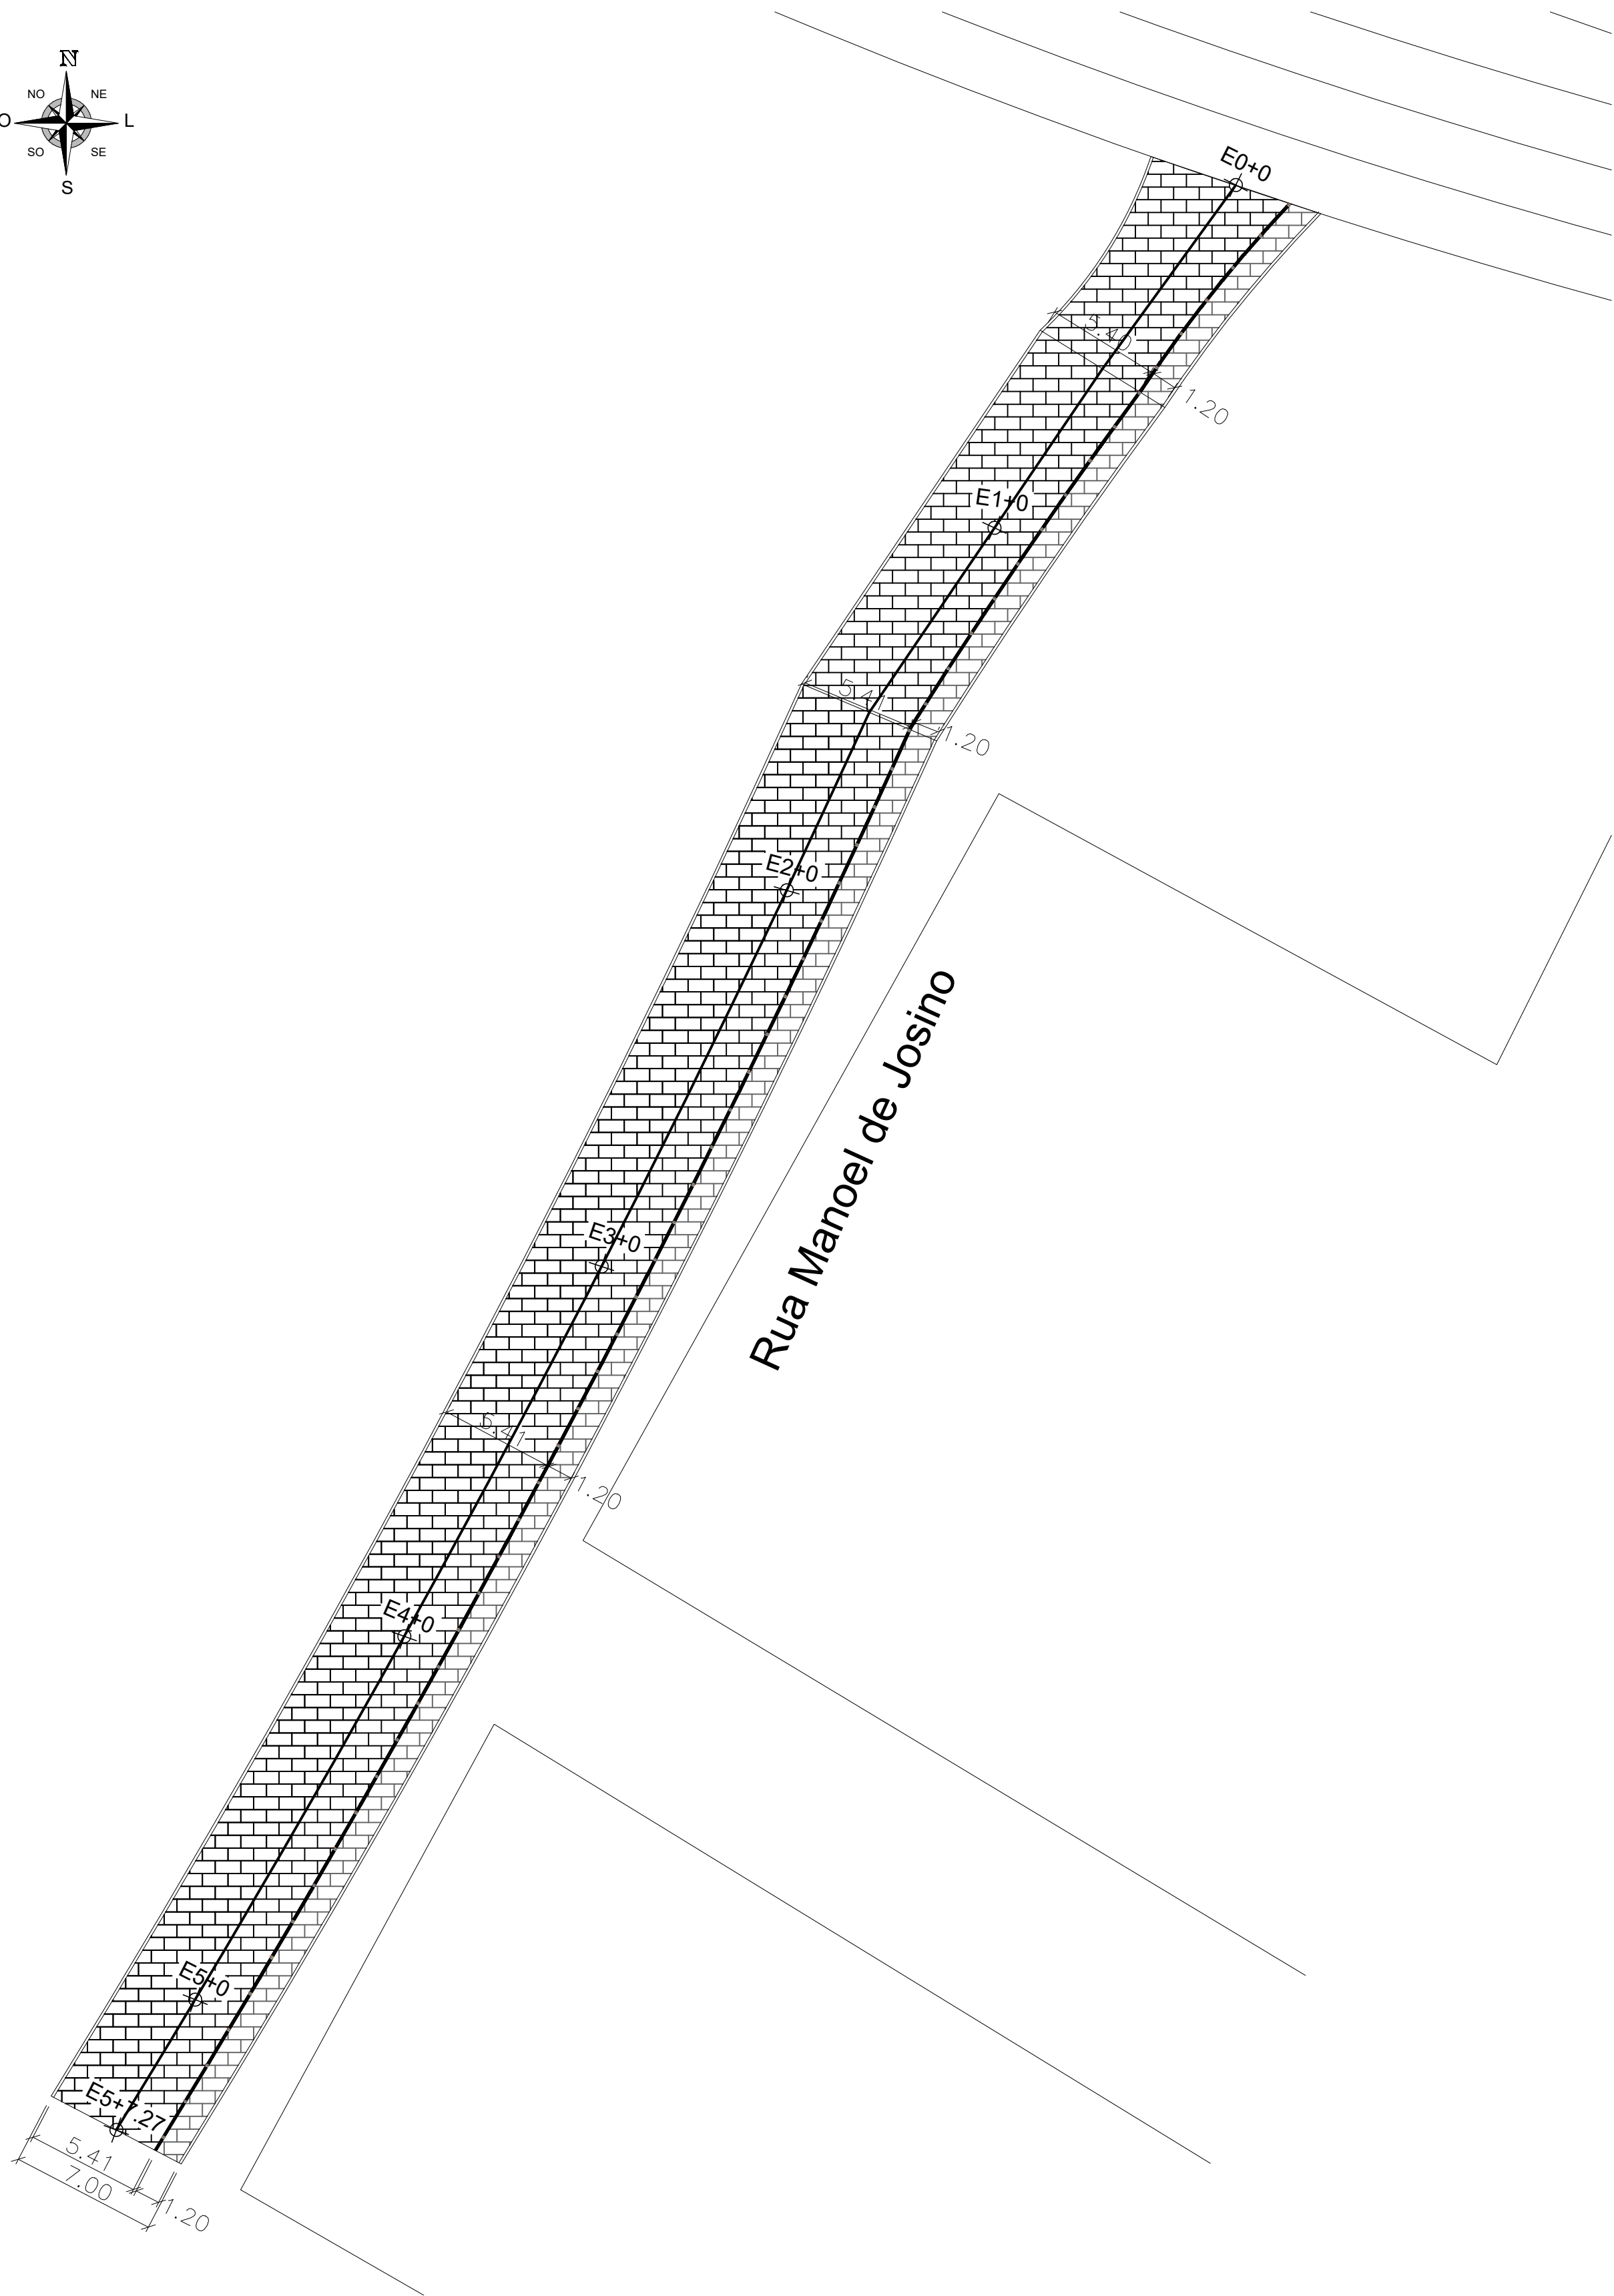 N
NO NE
O L
SO SE
S
E0+0
5.40
1.20
E1+0
5.41
1.20
E2+0
Rua Manoel de Josino
E3+0
5.41
1.20
E4+0
E5+0
E5+7.27
5.41
7.00
1.20